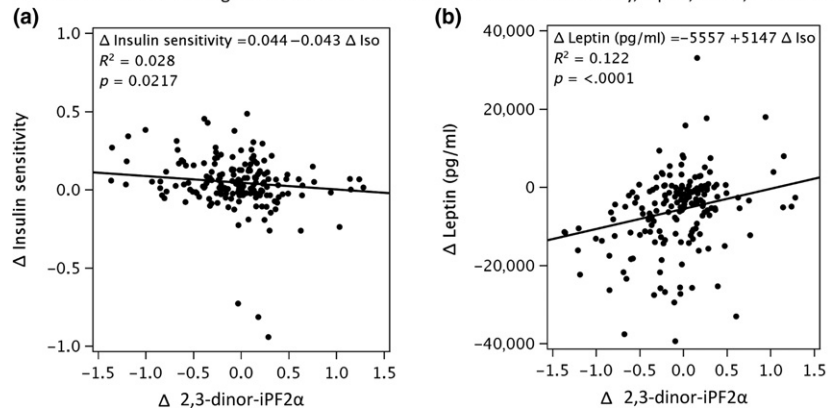 (a)
Δ Insulin sensitivity =0.044−0.043 Δ Iso
R² = 0.028
p = 0.0217
1.0
0.5
0.0
−0.5
−1.0
Δ Insulin sensitivity
−1.5 −1.0 −0.5 0.0 0.5 1.0 1.5
Δ 2,3-dinor-iPF2α
(b)
Δ Leptin (pg/ml) =−5557 +5147 Δ Iso
R² = 0.122
p = <.0001
40,000
20,000
0
−20,000
−40,000
Δ Leptin (pg/ml)
−1.5 −1.0 −0.5 0.0 0.5 1.0 1.5
Δ 2,3-dinor-iPF2α